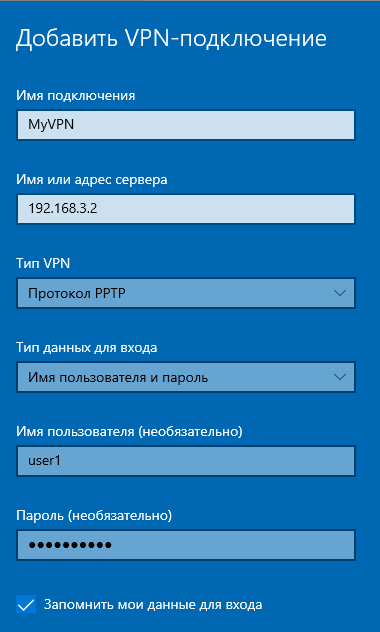 Добавить VPN-подключение
Имя подключения
MyVPN
Имя или адрес сервера
192.168.3.2
Тип VPN
Протокол PPTP
Тип данных для входа
Имя пользователя и пароль
Имя пользователя (необязательно)
user1
Пароль (необязательно)
●●●●●●●●●●
Запомнить мои данные для входа